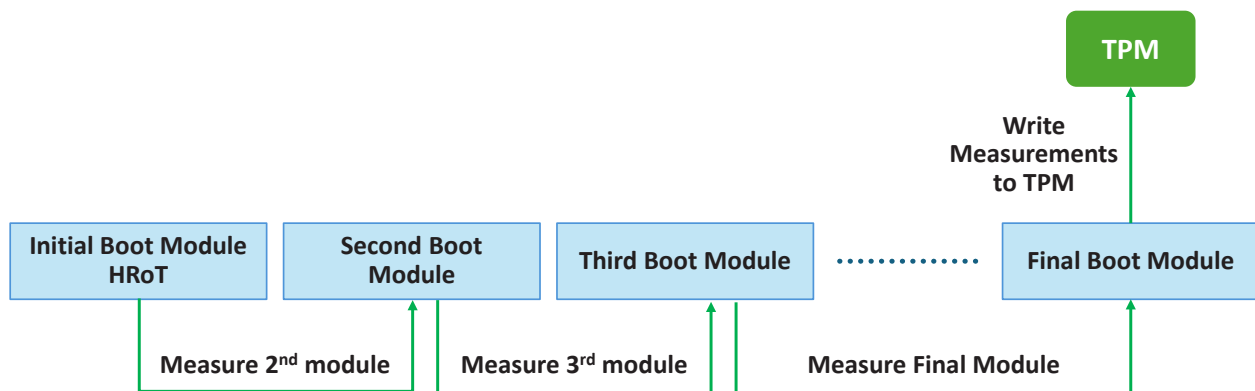 TPM
Write
Measurements
to TPM
Initial Boot Module
HRoT
Second Boot
Module
Third Boot Module
Final Boot Module
Measure 2nd module
Measure 3rd module
Measure Final Module